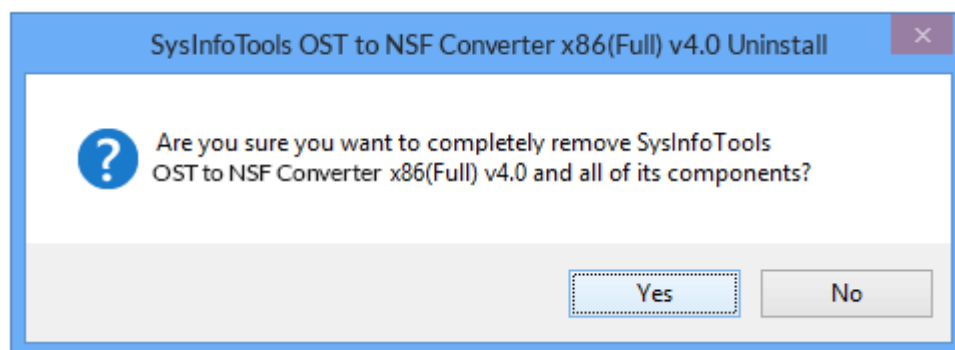 SysInfoTools OST to NSF Converter x86(Full) v4.0 Uninstall
Are you sure you want to completely remove SysInfoTools
OST to NSF Converter x86(Full) v4.0 and all of its components?
Yes No